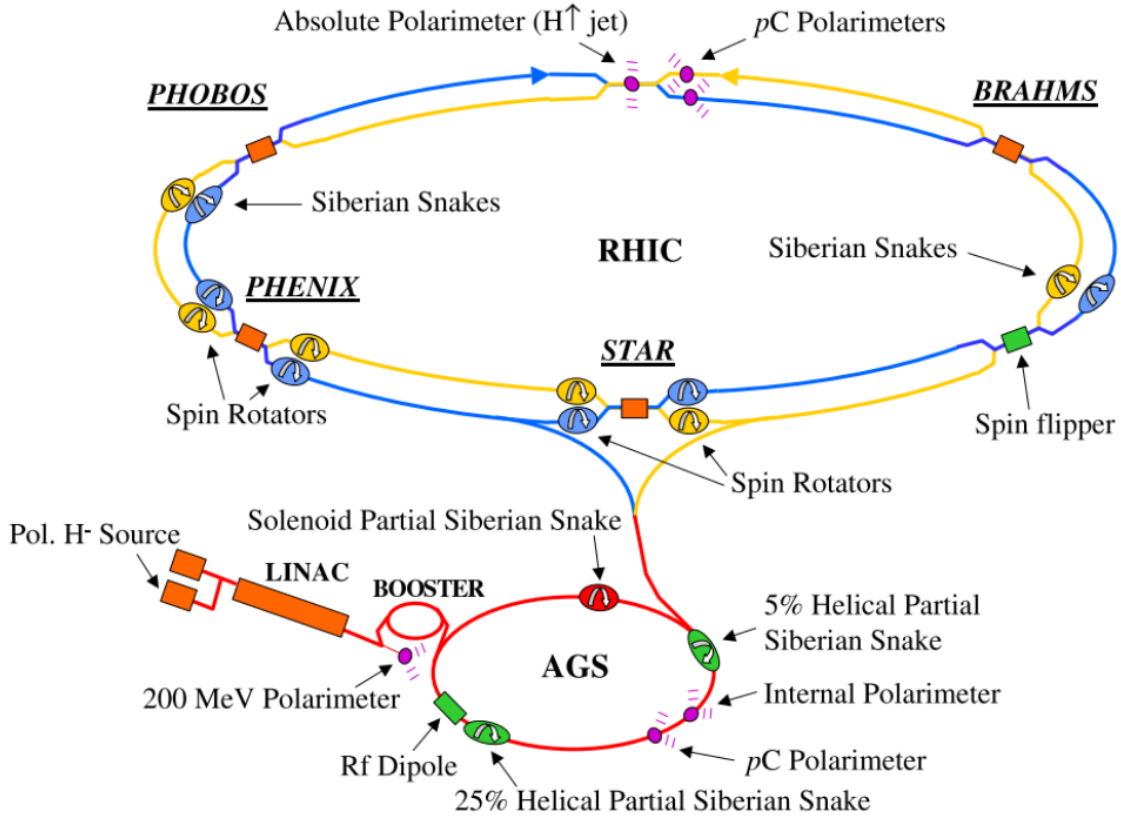 Absolute Polarimeter (H↑ jet)
pC Polarimeters
PHOBOS
BRAHMS
Siberian Snakes
RHIC
Siberian Snakes
PHENIX
STAR
Spin Rotators
Spin flipper
Spin Rotators
Solenoid Partial Siberian Snake
Pol. H- Source
LINAC
BOOSTER
5% Helical Partial
Siberian Snake
AGS
200 MeV Polarimeter
Internal Polarimeter
Rf Dipole
pC Polarimeter
25% Helical Partial Siberian Snake